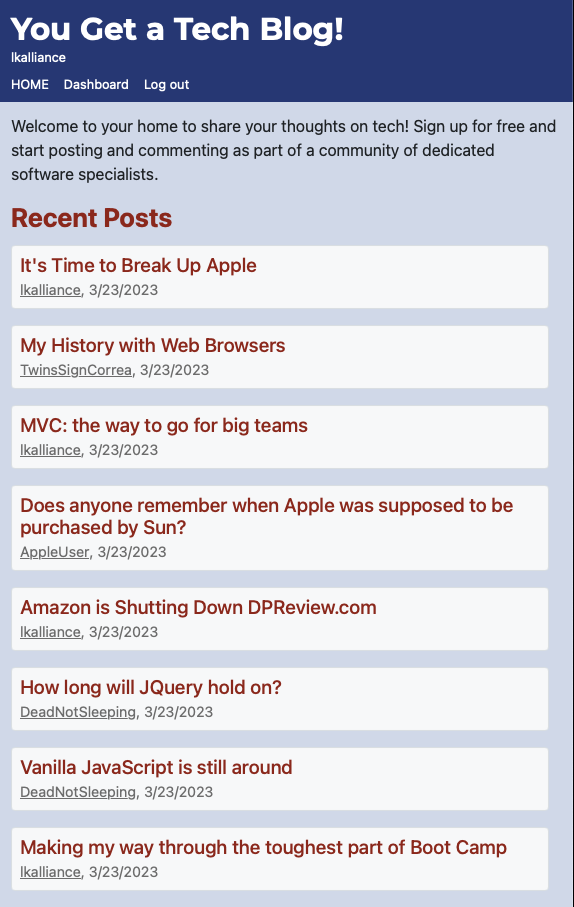 You Get a Tech Blog!
lkalliance
HOME Dashboard Log out
Welcome to your home to share your thoughts on tech! Sign up for free and
start posting and commenting as part of a community of dedicated
software specialists.
Recent Posts
It's Time to Break Up Apple
lkalliance, 3/23/2023
My History with Web Browsers
TwinsSignCorrea, 3/23/2023
MVC: the way to go for big teams
lkalliance, 3/23/2023
Does anyone remember when Apple was supposed to be
purchased by Sun?
AppleUser, 3/23/2023
Amazon is Shutting Down DPReview.com
lkalliance, 3/23/2023
How long will JQuery hold on?
DeadNotSleeping, 3/23/2023
Vanilla JavaScript is still around
DeadNotSleeping, 3/23/2023
Making my way through the toughest part of Boot Camp
lkalliance, 3/23/2023